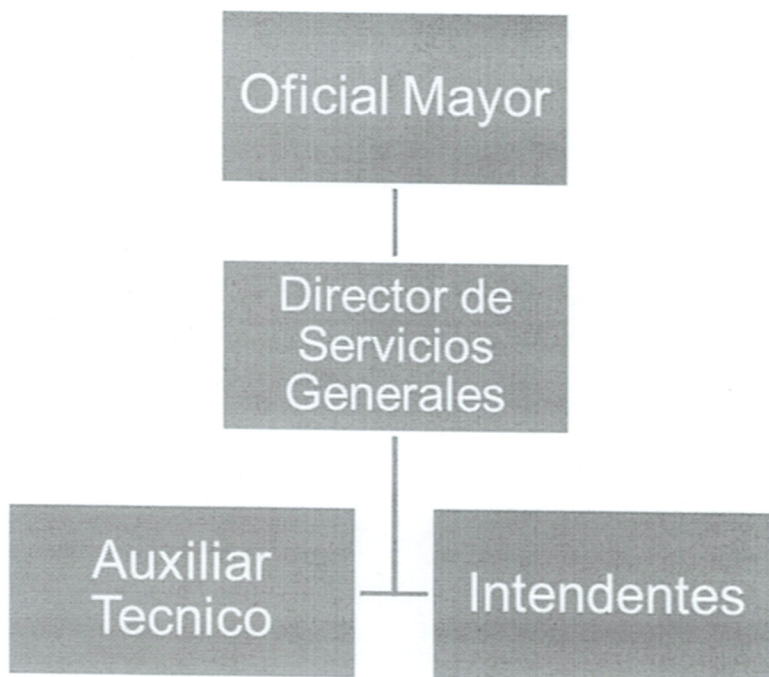 Oficial Mayor
Director de
Servicios
Generales
Auxiliar
Tecnico
Intendentes